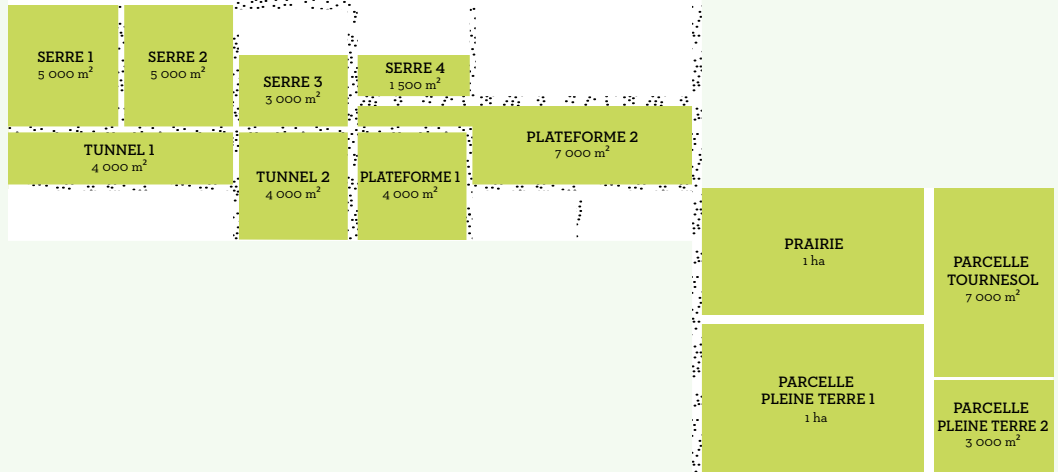 SERRE 1
5 000 m²
SERRE 2
5 000 m²
SERRE 3
3 000 m²
SERRE 4
1 500 m²
TUNNEL 1
4 000 m²
TUNNEL 2
4 000 m²
PLATEFORME 1
4 000 m²
PLATEFORME 2
7 000 m²
PRAIRIE
1 ha
PARCELLE
TOURNESOL
7 000 m²
PARCELLE
PLEINE TERRE 1
1 ha
PARCELLE
PLEINE TERRE 2
3 000 m²